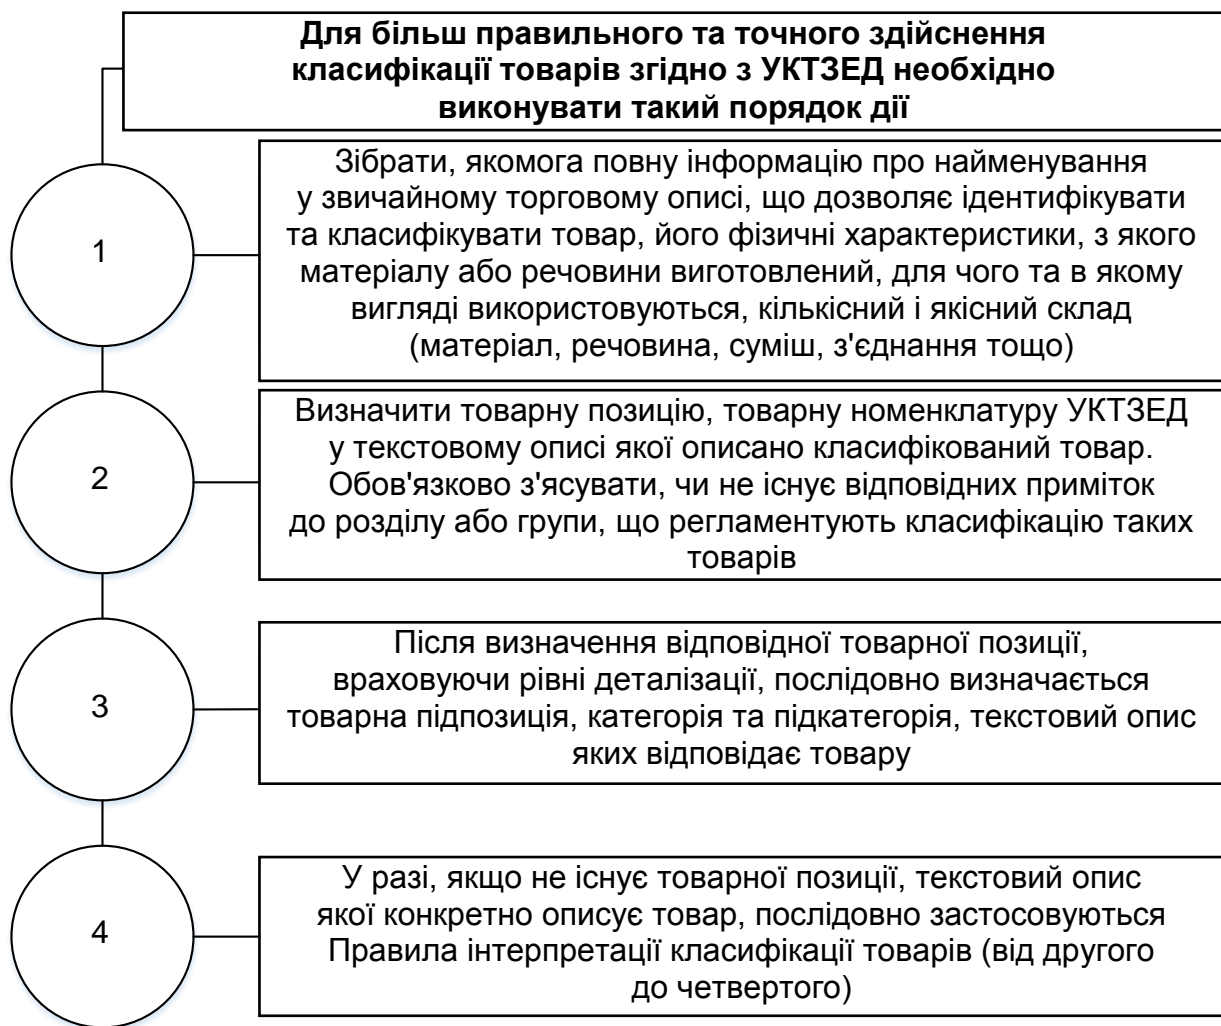 Для більш правильного та точного здійснення
класифікації товарів згідно з УКТЗЕД необхідно
виконувати такий порядок дії
1
Зібрати, якомога повну інформацію про найменування
у звичайному торговому описі, що дозволяє ідентифікувати
та класифікувати товар, його фізичні характеристики, з якого
матеріалу або речовини виготовлений, для чого та в якому
вигляді використовуються, кількісний і якісний склад
(матеріал, речовина, суміш, з'єднання тощо)
2
Визначити товарну позицію, товарну номенклатуру УКТЗЕД
у текстовому описі якої описано класифікований товар.
Обов'язково з'ясувати, чи не існує відповідних приміток
до розділу або групи, що регламентують класифікацію таких
товарів
3
Після визначення відповідної товарної позиції,
враховуючи рівні деталізації, послідовно визначається
товарна підпозиція, категорія та підкатегорія, текстовий опис
яких відповідає товару
4
У разі, якщо не існує товарної позиції, текстовий опис
якої конкретно описує товар, послідовно застосовуються
Правила інтерпретації класифікації товарів (від другого
до четвертого)